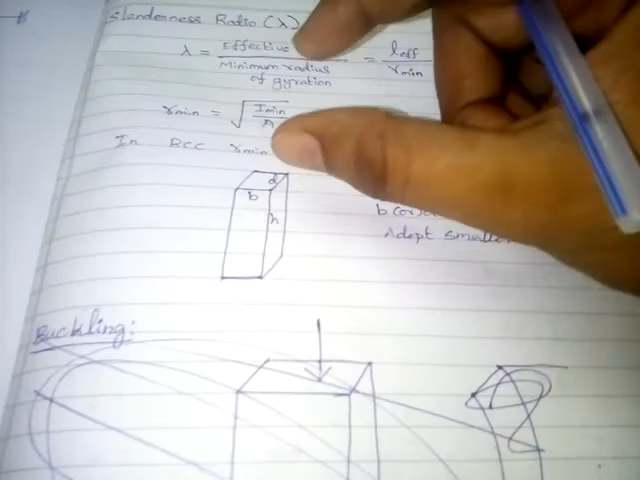 Slenderness Ratio (λ)
λ = Effective / Minimum radius of gyration = leff / rmin
rmin = √ Imin / A
In RCC rmin
d
b
h
b (or)
Adopt smaller
Buckling: